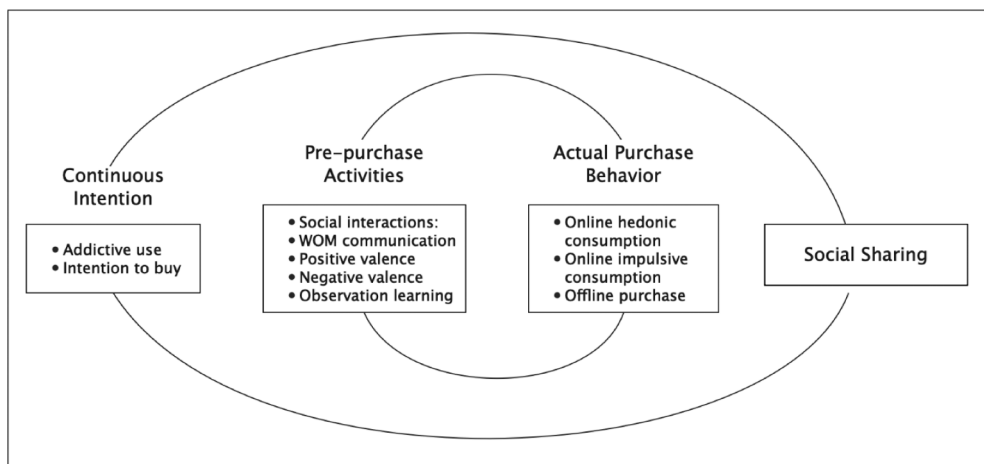 Continuous
Intention
• Addictive use
• Intention to buy
Pre-purchase
Activities
• Social interactions:
• WOM communication
• Positive valence
• Negative valence
• Observation learning
Actual Purchase
Behavior
• Online hedonic
consumption
• Online impulsive
consumption
• Offline purchase
Social Sharing